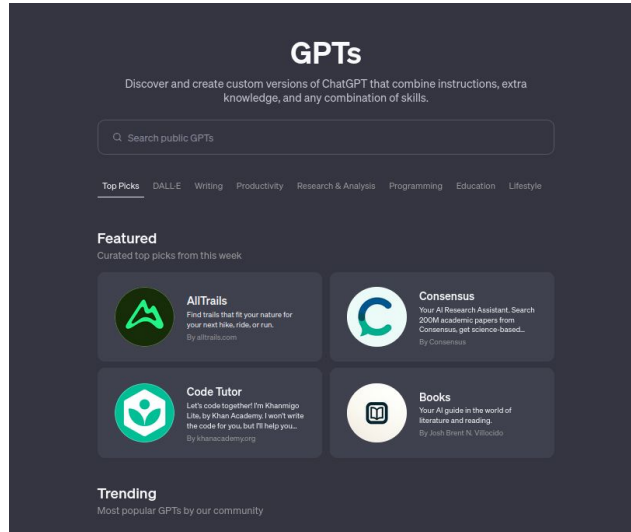 GPTs
Discover and create custom versions of ChatGPT that combine instructions, extra
knowledge, and any combination of skills.
Search public GPTs
Top Picks DALL·E Writing Productivity Research & Analysis Programming Education Lifestyle
Featured
Curated top picks from this week
AllTrails
Find trails that fit your nature for
your next hike, ride, or run.
By alltrails.com
Consensus
Your AI Research Assistant. Search
200M academic papers from
Consensus, get science-based...
By Consensus
Code Tutor
Let's code together! I'm Khanmigo
Lite, by Khan Academy. I won't write
the code for you, but I'll help you...
By khanacademy.org
Books
Your AI guide in the world of
literature and reading.
By Josh Brent N. Villocido
Trending
Most popular GPTs by our community